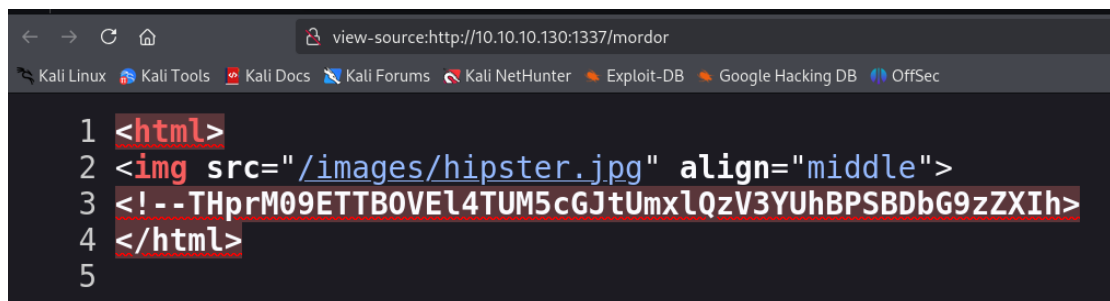 view-source:http://10.10.10.130:1337/mordor
Kali Linux Kali Tools Kali Docs Kali Forums Kali NetHunter Exploit-DB Google Hacking DB OffSec
1 <html>
2 <img src="/images/hipster.jpg" align="middle">
3 <!--THprM09ETTBOVEl4TUM5cGJtUmxlQzV3YUhBPSBDbG9zZXIh>
4 </html>
5